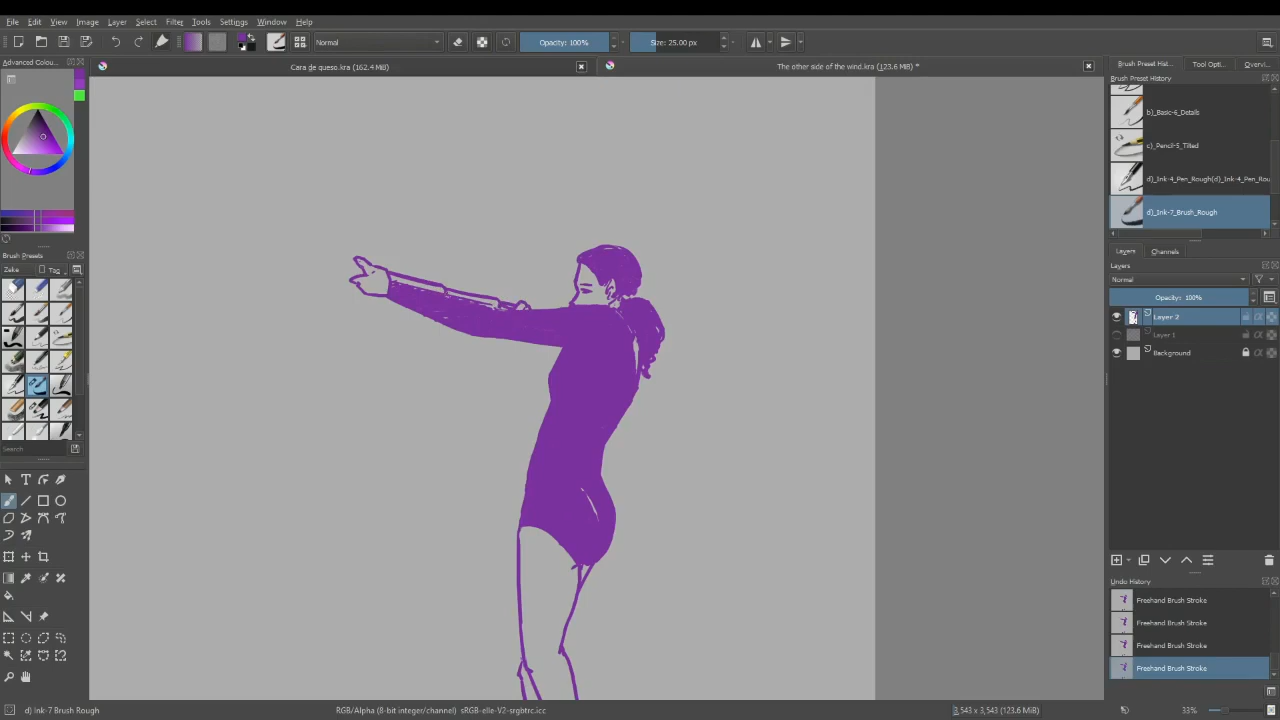 File Edit View Image Layer Select Filter Tools Settings Window Help
Normal
Opacity: 100%
Size: 25.00 px
Advanced Colou...
Cara de queso.kra (162.4 MiB)
The other side of the wind.kra (123.6 MiB) *
Brush Preset Hist...
Tool Opti...
Overvi...
Brush Preset History
b)_Basic-6_Details
c)_Pencil-5_Tilted
d)_Ink-4_Pen_Rough(d)_Ink-4_Pen_Rou
d)_Ink-7_Brush_Rough
Layers
Channels
Layers
Normal
Opacity: 100%
Layer 2
Layer 1
Background
Brush Presets
Zeke
Tag
Search
Undo History
Freehand Brush Stroke
Freehand Brush Stroke
Freehand Brush Stroke
Freehand Brush Stroke
d) Ink-7 Brush Rough
RGB/Alpha (8-bit integer/channel) sRGB-elle-V2-srgbtrc.icc
3,543 x 3,543 (123.6 MiB)
33%